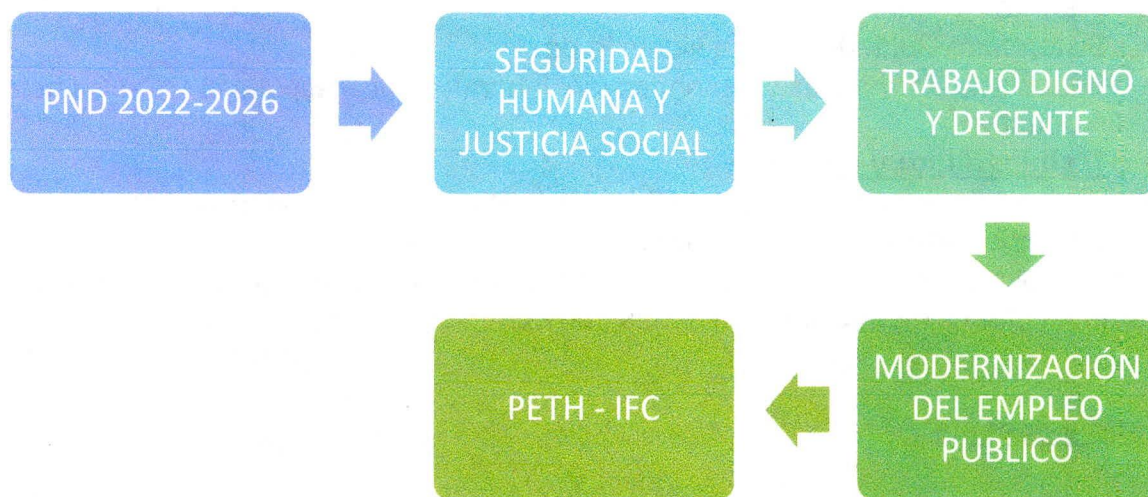 PND 2022-2026
SEGURIDAD
HUMANA Y
JUSTICIA SOCIAL
TRABAJO DIGNO
Y DECENTE
MODERNIZACIÓN
DEL EMPLEO
PUBLICO
PETH - IFC